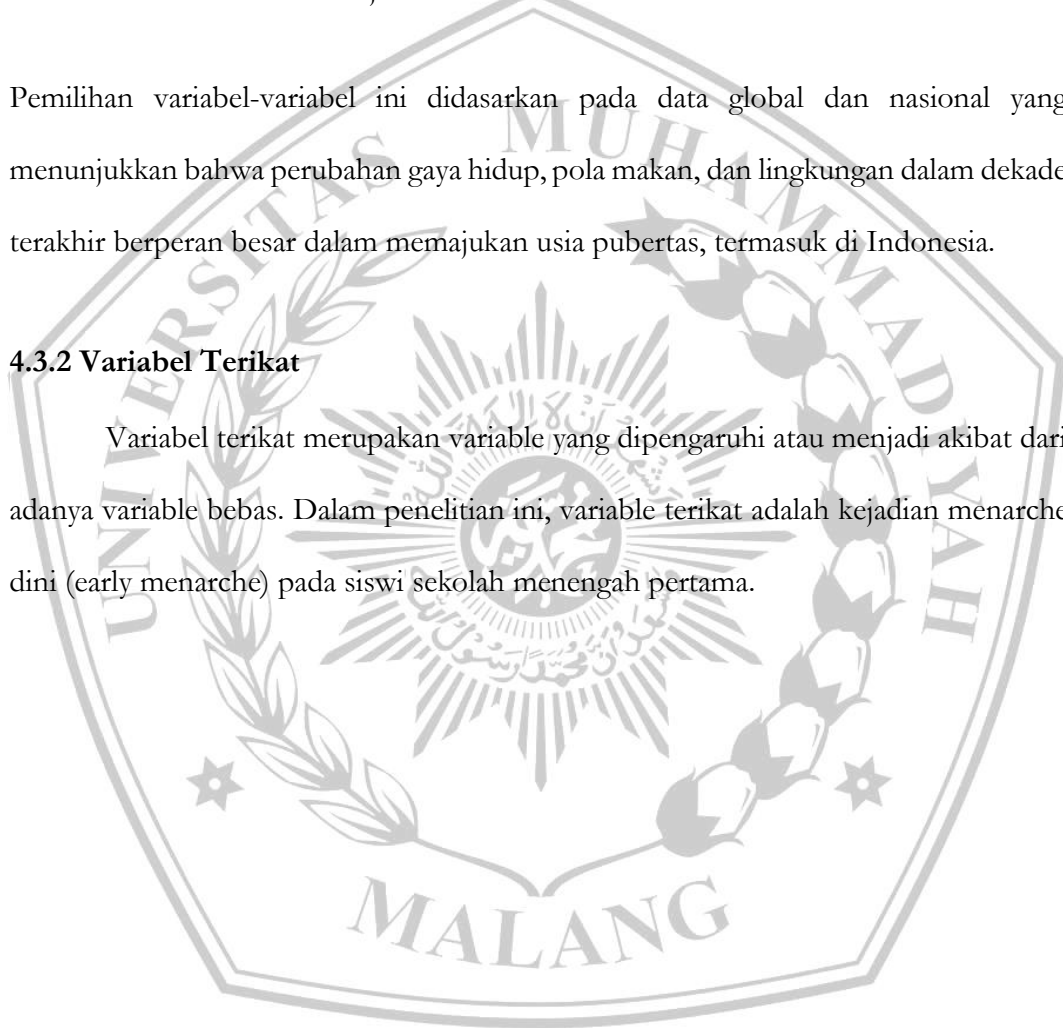 Pemilihan variabel-variabel ini didasarkan pada data global dan nasional yang
menunjukkan bahwa perubahan gaya hidup, pola makan, dan lingkungan dalam dekade
terakhir berperan besar dalam memajukan usia pubertas, termasuk di Indonesia.
4.3.2 Variabel Terikat
Variabel terikat merupakan variable yang dipengaruhi atau menjadi akibat dari
adanya variable bebas. Dalam penelitian ini, variable terikat adalah kejadian menarche
dini (early menarche) pada siswi sekolah menengah pertama.
UNIVERSITAS MUHAMMADIYAH
MALANG